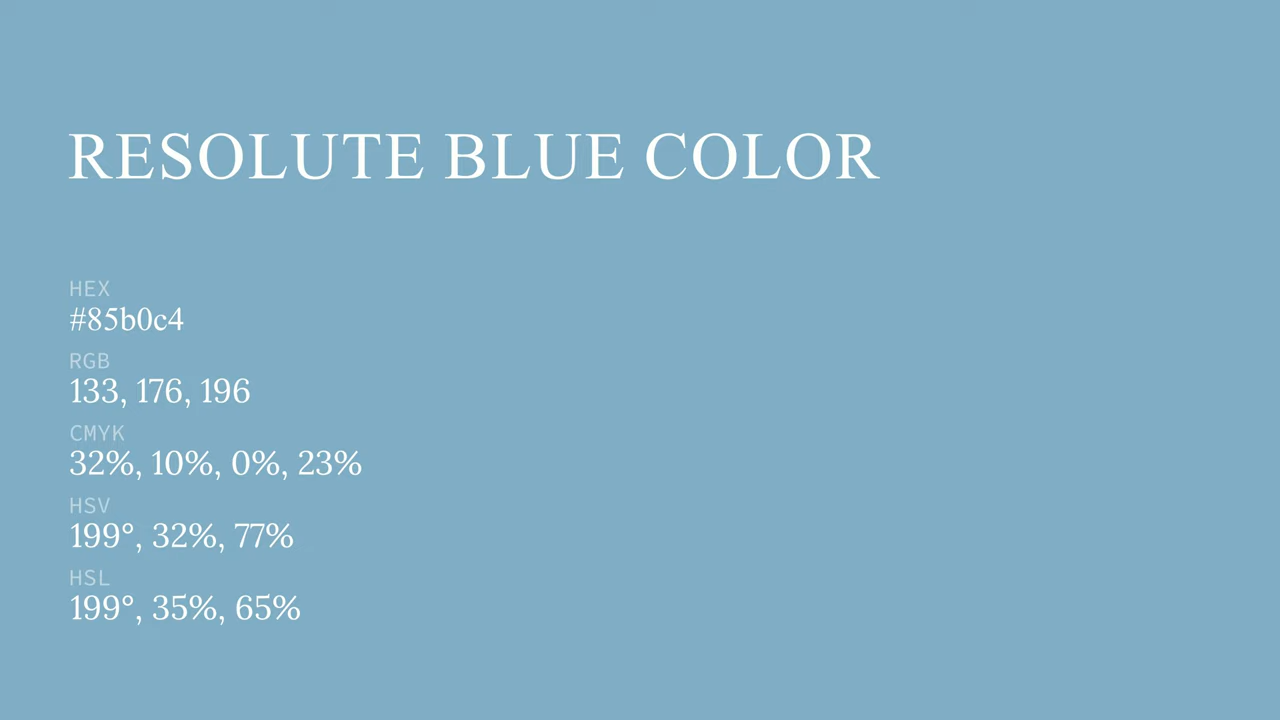 RESOLUTE BLUE COLOR
HEX
#85b0c4
RGB
133, 176, 196
CMYK
32%, 10%, 0%, 23%
HSV
199°, 32%, 77%
HSL
199°, 35%, 65%